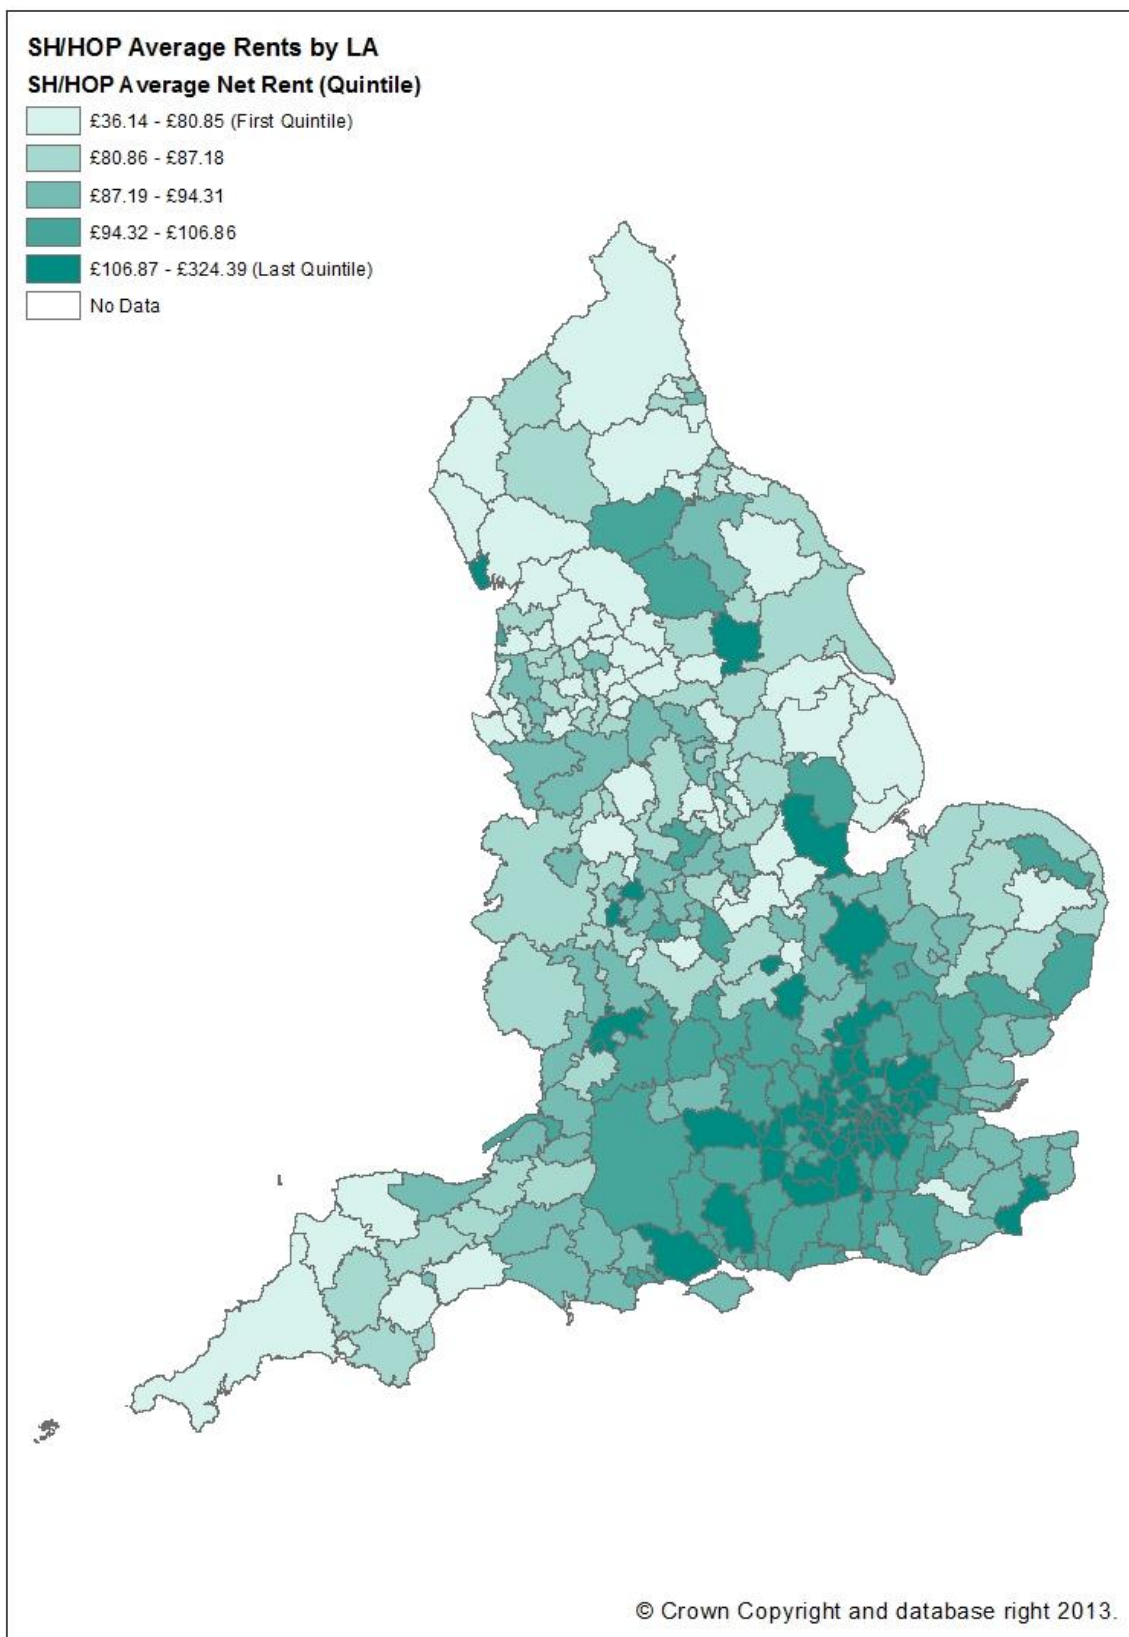 SH/HOP Average Rents by LA
SH/HOP Average Net Rent (Quintile)
£36.14 - £80.85 (First Quintile)
£80.86 - £87.18
£87.19 - £94.31
£94.32 - £106.86
£106.87 - £324.39 (Last Quintile)
No Data
© Crown Copyright and database right 2013.